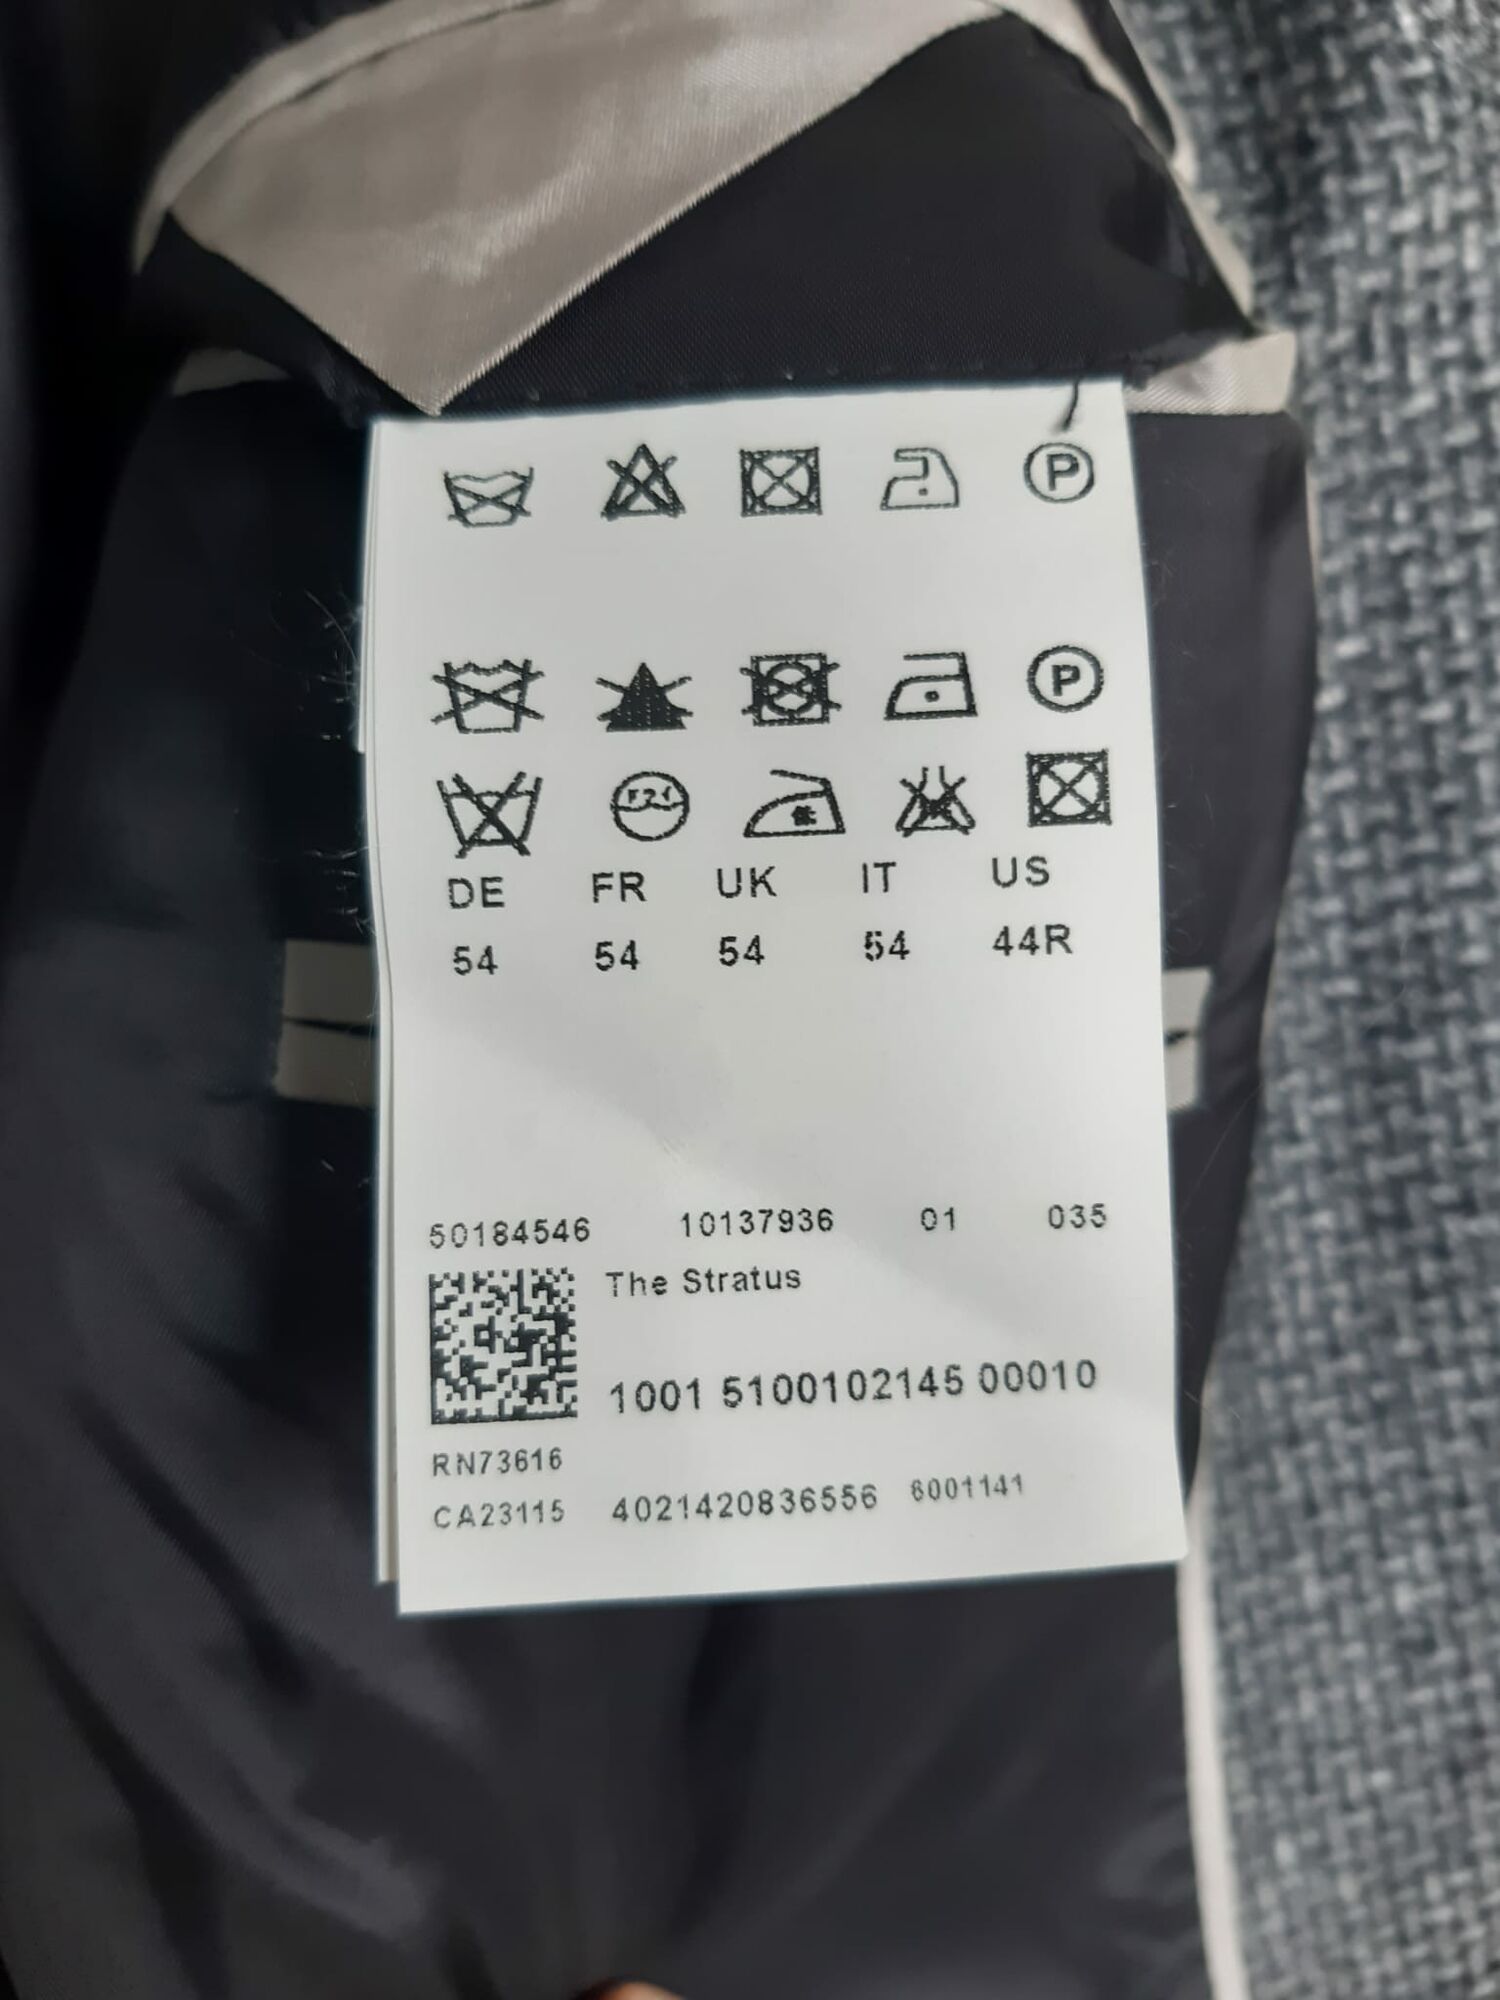 P
P
DE FR UK IT US
54 54 54 54 44R
50184546 10137936 01 035
The Stratus
1001 5100102145 00010
RN73616
CA23115 4021420836556 6001141